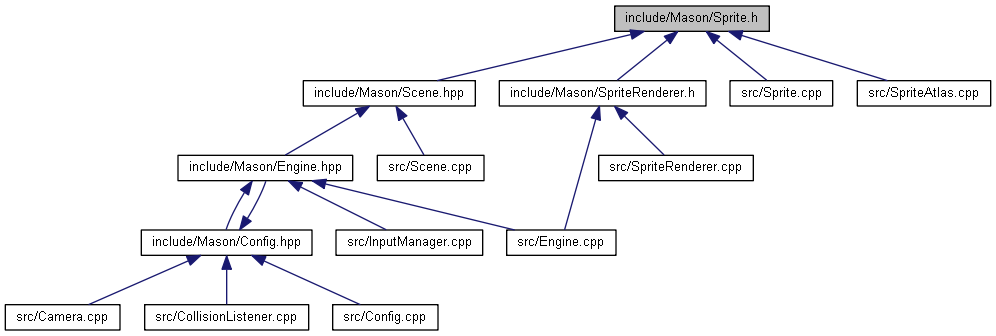 include/Mason/Sprite.h
include/Mason/Scene.hpp
include/Mason/SpriteRenderer.h
src/Sprite.cpp
src/SpriteAtlas.cpp
include/Mason/Engine.hpp
src/Scene.cpp
src/SpriteRenderer.cpp
include/Mason/Config.hpp
src/InputManager.cpp
src/Engine.cpp
src/Camera.cpp
src/CollisionListener.cpp
src/Config.cpp